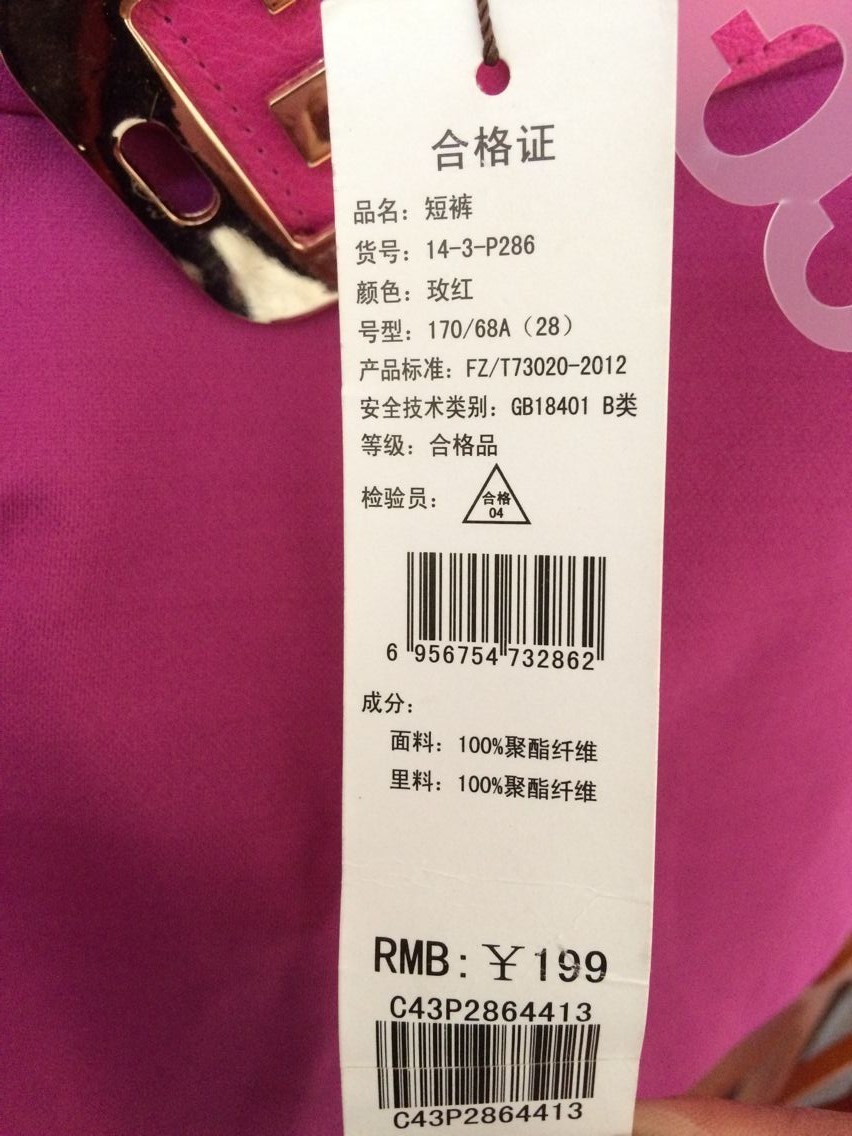 合格证
品名：短裤
货号：14-3-P286
颜色：玫红
号型：170/68A（28）
产品标准：FZ/T73020-2012
安全技术类别：GB18401 B类
等级：合格品
检验员：
合格
04
6 956754 732862
成分：
面料：100%聚酯纤维
里料：100%聚酯纤维
RMB：￥199
C43P2864413
C43P2864413